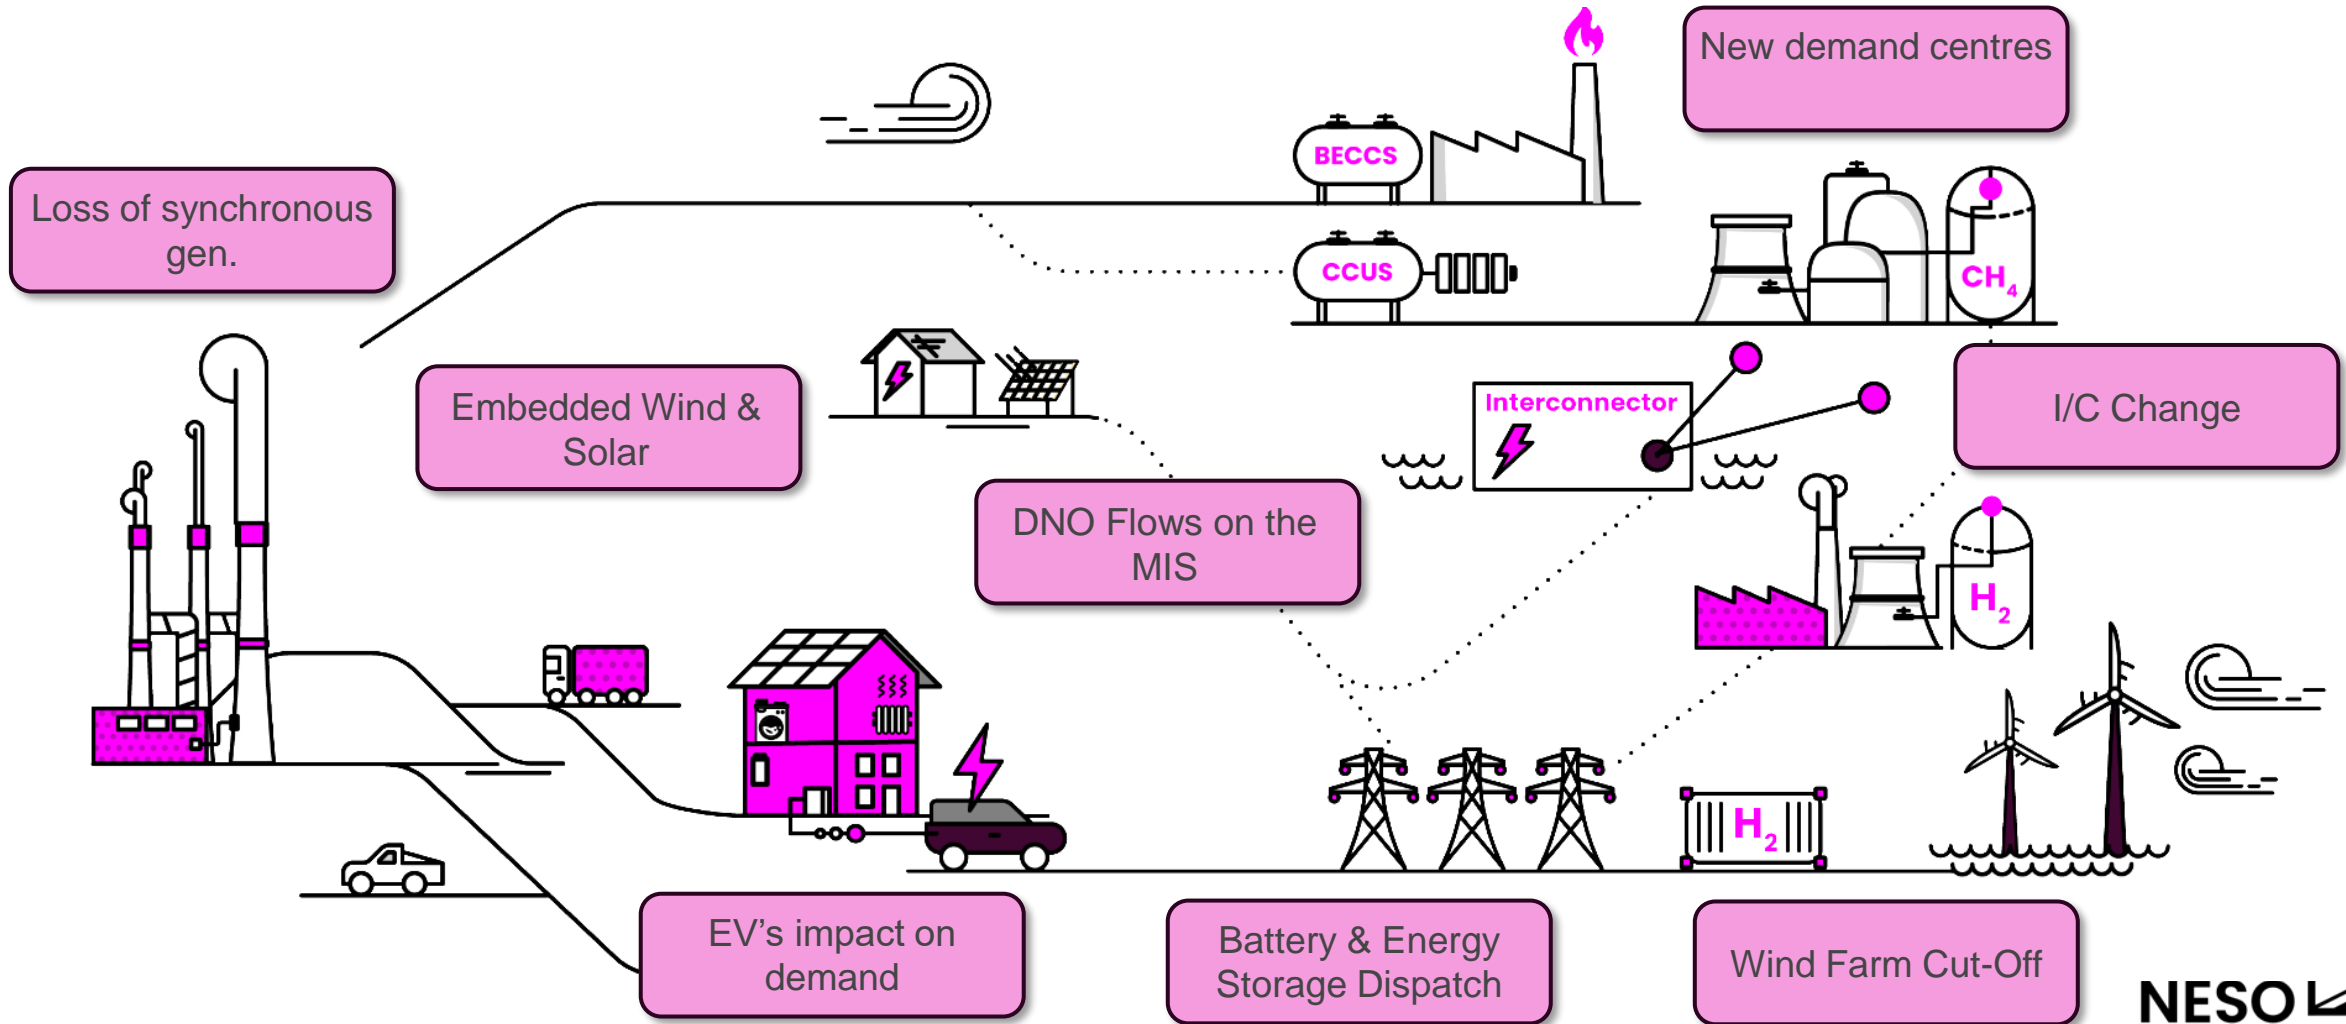 New demand centres
BECCS
Loss of synchronous
gen.
CCUS
CH₄
Embedded Wind &
Solar
Interconnector
I/C Change
DNO Flows on the
MIS
H₂
H₂
EV’s impact on
demand
Battery & Energy
Storage Dispatch
Wind Farm Cut-Off
NESO